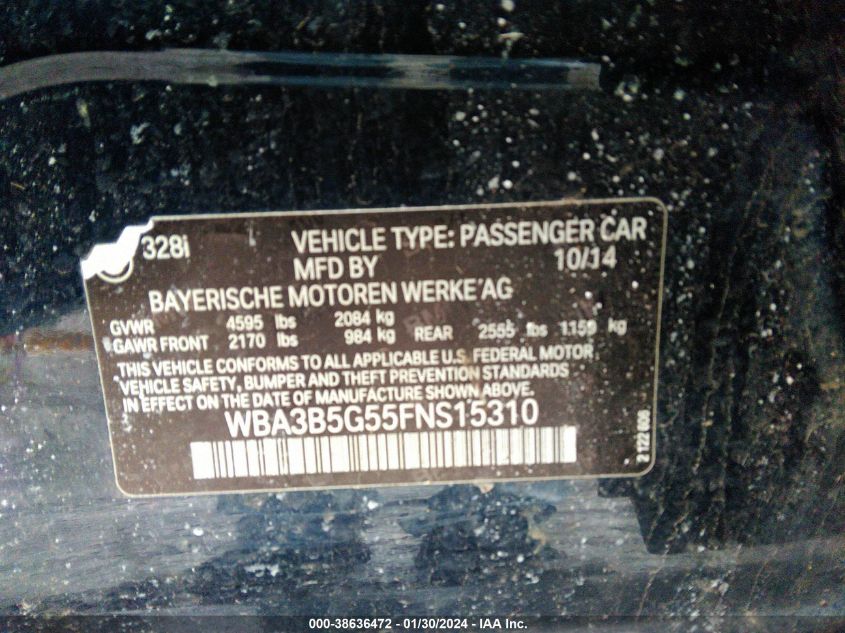 328i VEHICLE TYPE: PASSENGER CAR
MFD BY 10/14
BAYERISCHE MOTOREN WERKE AG
GVWR 4595 lbs 2084 kg
GAWR FRONT 2170 lbs 984 kg REAR 2555 lbs 1159 kg
THIS VEHICLE CONFORMS TO ALL APPLICABLE U.S. FEDERAL MOTOR
VEHICLE SAFETY, BUMPER AND THEFT PREVENTION STANDARDS
IN EFFECT ON THE DATE OF MANUFACTURE SHOWN ABOVE.
WBA3B5G55FNS15310
000-38636472 - 01/30/2024 - IAA Inc.